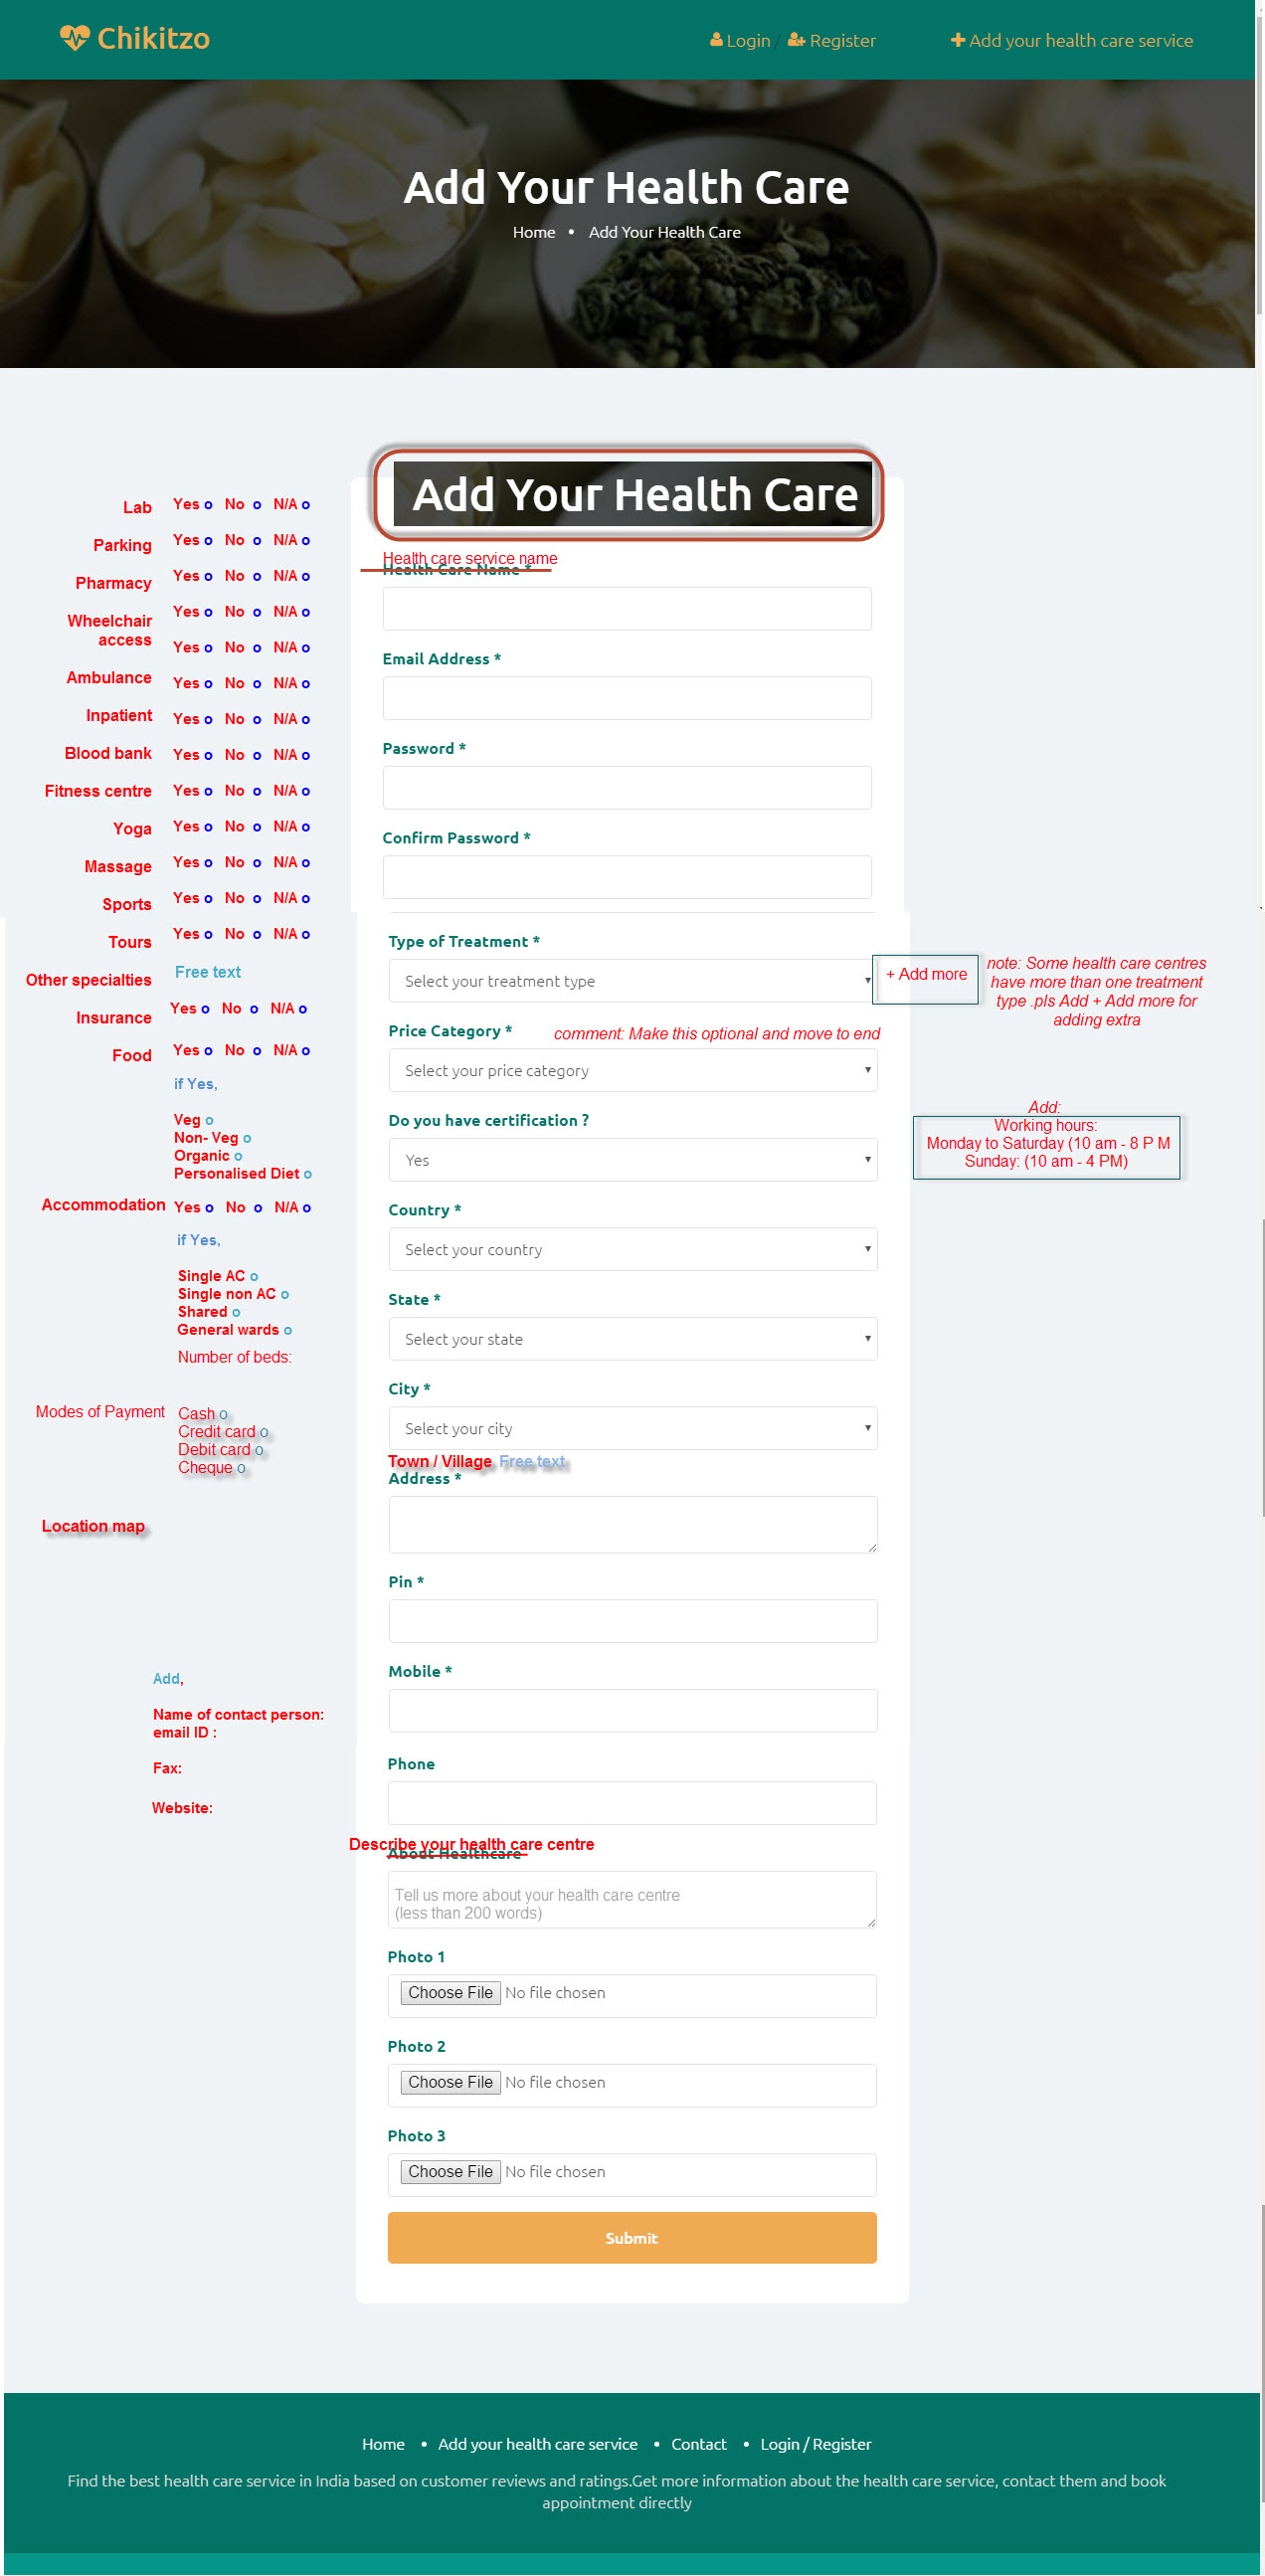 Chikitzo
Login / Register
Add your health care service
Add Your Health Care
Home • Add Your Health Care
Add Your Health Care
Lab Yes o No o N/A o
Parking Yes o No o N/A o
Pharmacy Yes o No o N/A o
Wheelchair access Yes o No o N/A o
Yes o No o N/A o
Ambulance Yes o No o N/A o
Inpatient Yes o No o N/A o
Blood bank Yes o No o N/A o
Fitness centre Yes o No o N/A o
Yoga Yes o No o N/A o
Massage Yes o No o N/A o
Sports Yes o No o N/A o
Tours Yes o No o N/A o
Other specialties Free text
Insurance Yes o No o N/A o
Food Yes o No o N/A o
if Yes,
Veg o
Non- Veg o
Organic o
Personalised Diet o
Accommodation Yes o No o N/A o
if Yes,
Single AC o
Single non AC o
Shared o
General wards o
Number of beds:
Modes of Payment Cash o
Credit card o
Debit card o
Cheque o
Location map
Add,
Name of contact person:
email ID :
Fax:
Website:
Health care service name
Health Care Name *
Email Address *
Password *
Confirm Password *
Type of Treatment *
Select your treatment type
+ Add more
note: Some health care centres
have more than one treatment
type .pls Add + Add more for
adding extra
Price Category *
comment: Make this optional and move to end
Select your price category
Do you have certification ?
Yes
Add:
Working hours:
Monday to Saturday (10 am - 8 P M
Sunday: (10 am - 4 PM)
Country *
Select your country
State *
Select your state
City *
Select your city
Town / Village Free text
Address *
Pin *
Mobile *
Phone
Describe your health care centre
About Healthcare
Tell us more about your health care centre
(less than 200 words)
Photo 1
Choose File No file chosen
Photo 2
Choose File No file chosen
Photo 3
Choose File No file chosen
Submit
Home • Add your health care service • Contact • Login / Register
Find the best health care service in India based on customer reviews and ratings.Get more information about the health care service, contact them and book
appointment directly